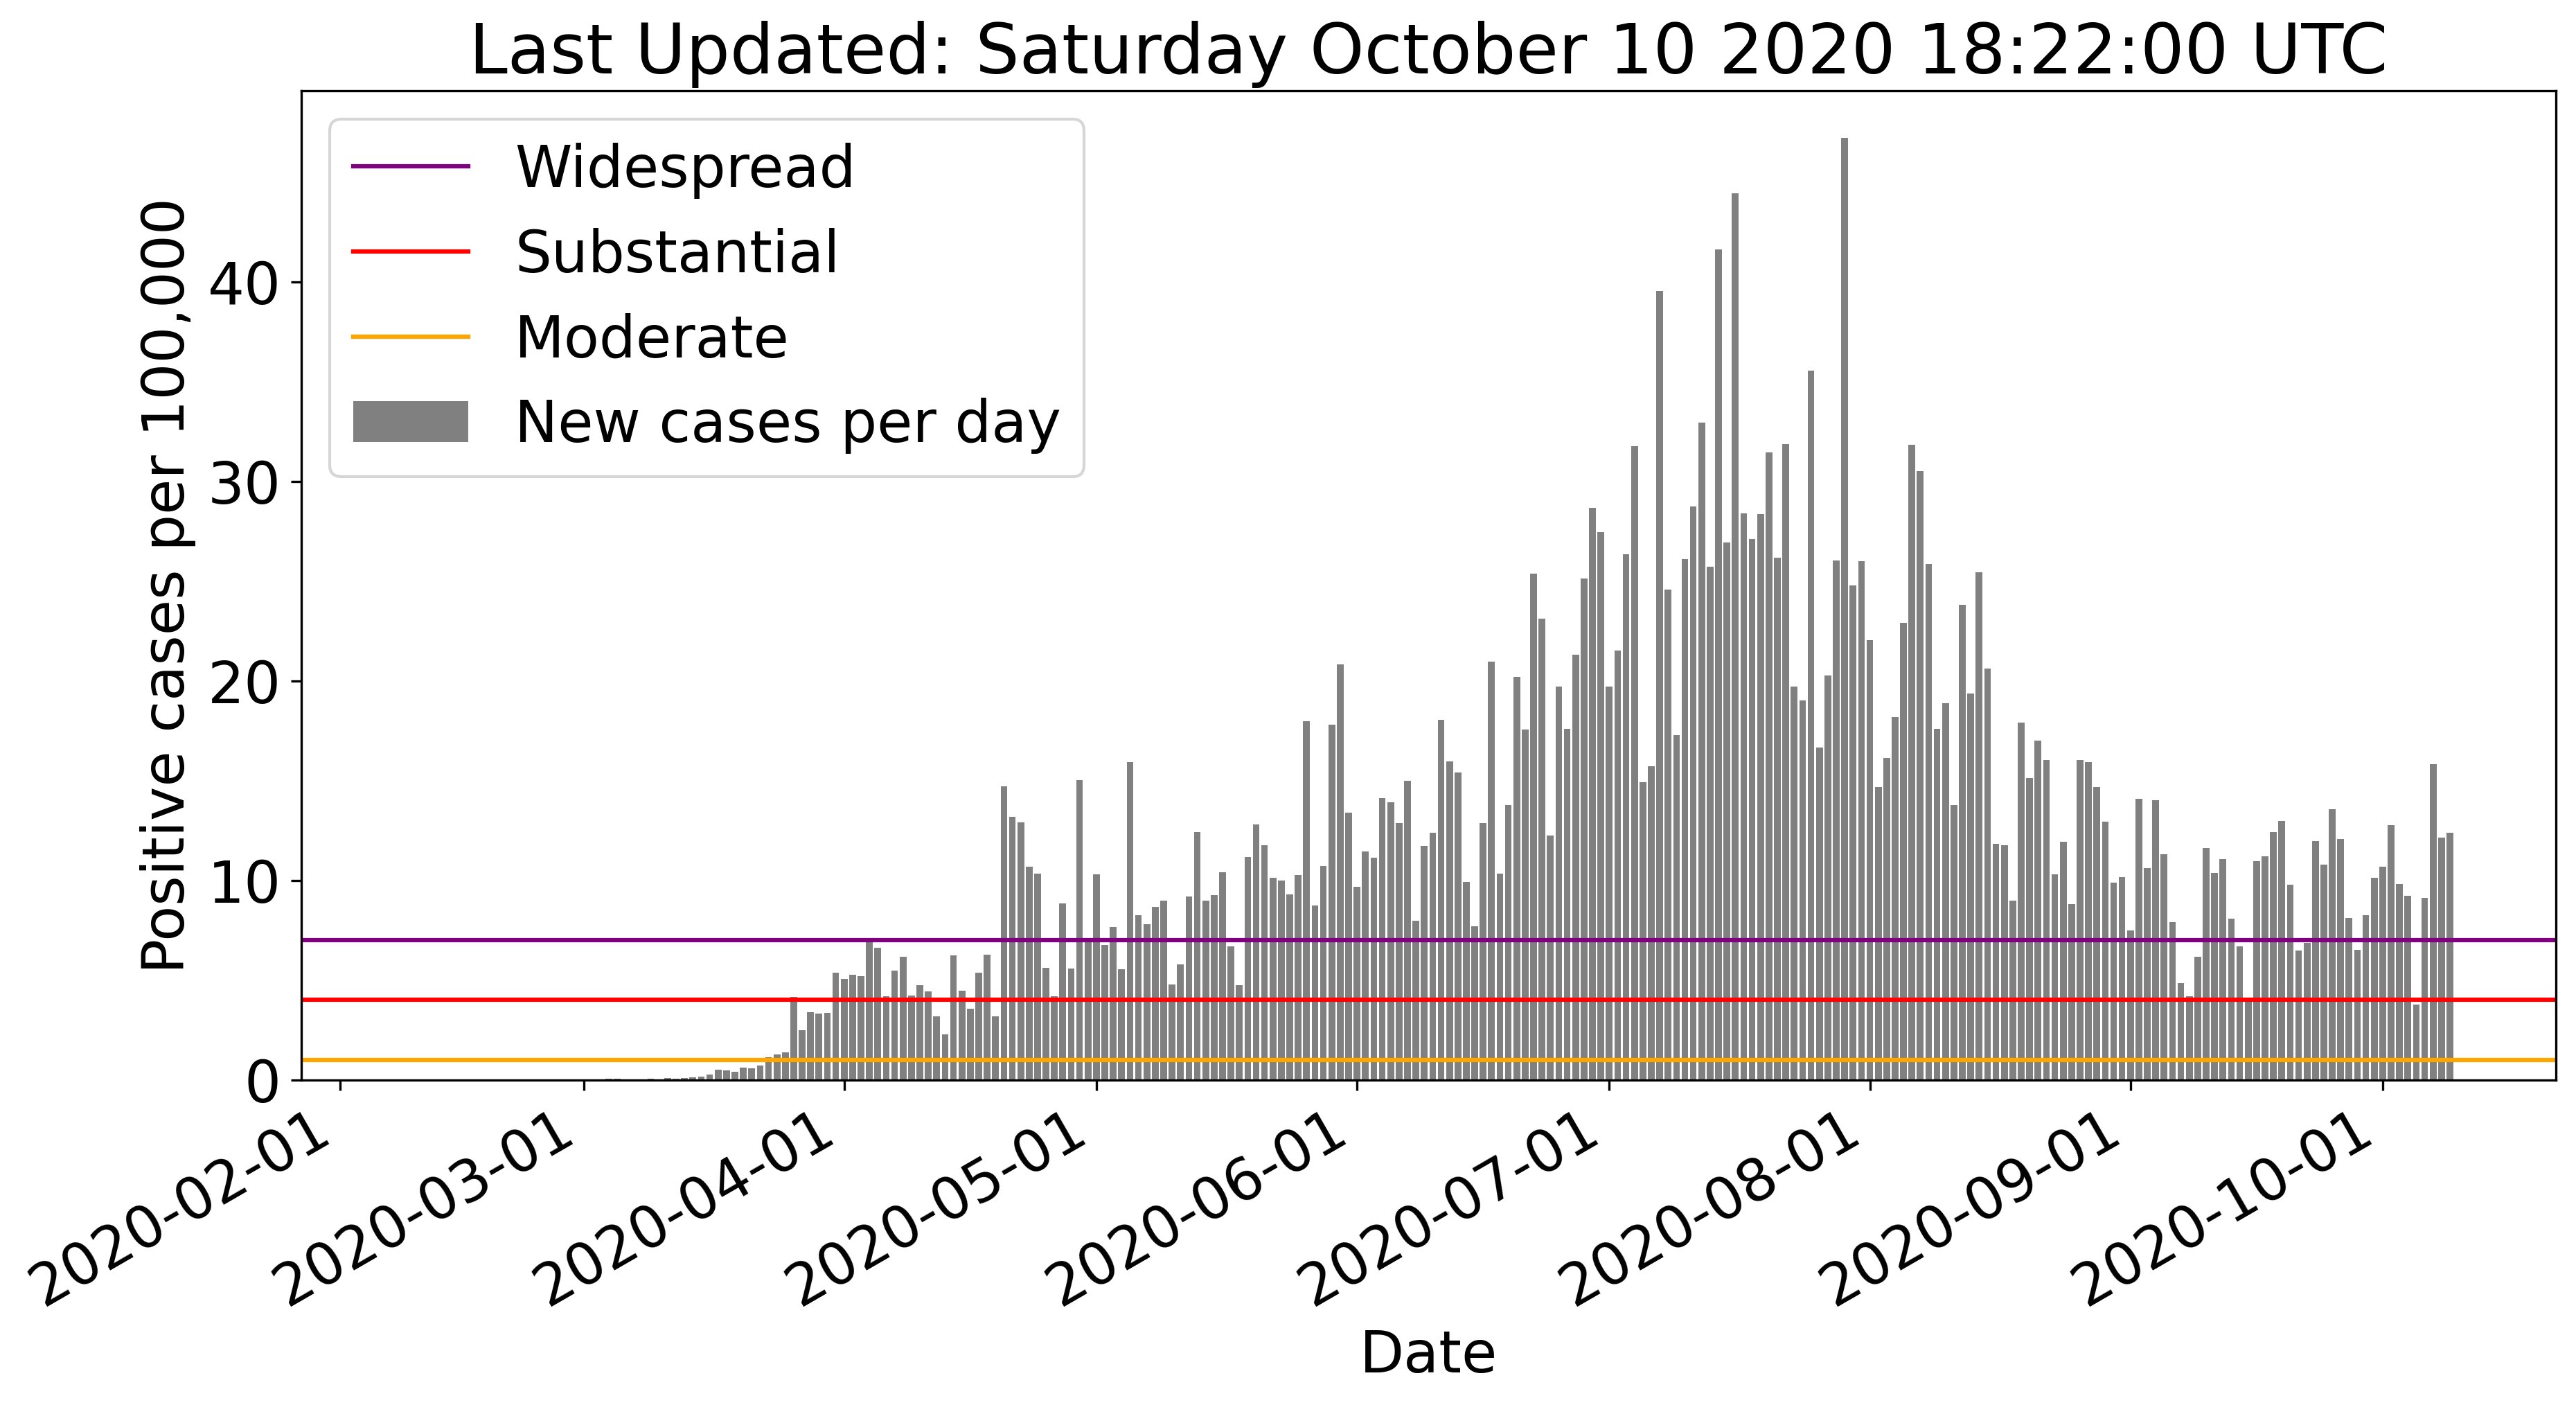 Last Updated: Saturday October 10 2020 18:22:00 UTC
Widespread
Substantial
Moderate
New cases per day
Positive cases per 100,000
40
30
20
10
0
2020-02-01
2020-03-01
2020-04-01
2020-05-01
2020-06-01
2020-07-01
2020-08-01
2020-09-01
2020-10-01
Date